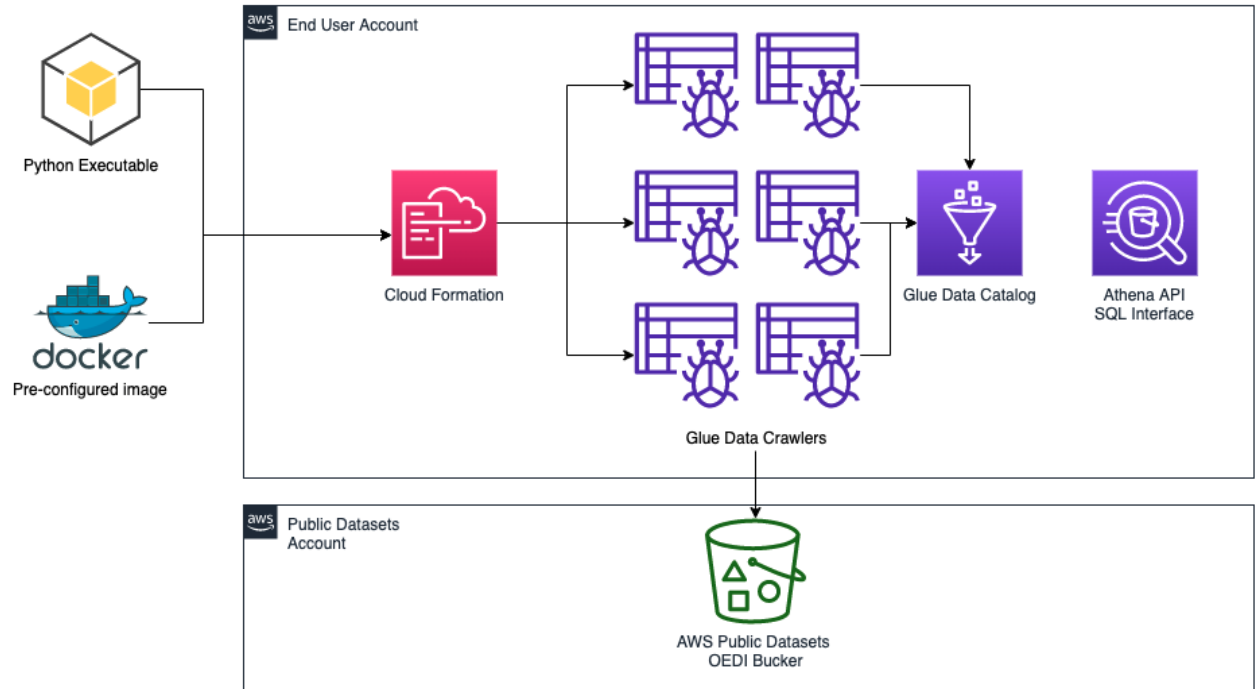 aws
End User Account
Python Executable
docker
Pre-configured image
Cloud Formation
Glue Data Crawlers
Glue Data Catalog
Athena API
SQL Interface
aws
Public Datasets
Account
AWS Public Datasets
OEDI Bucker